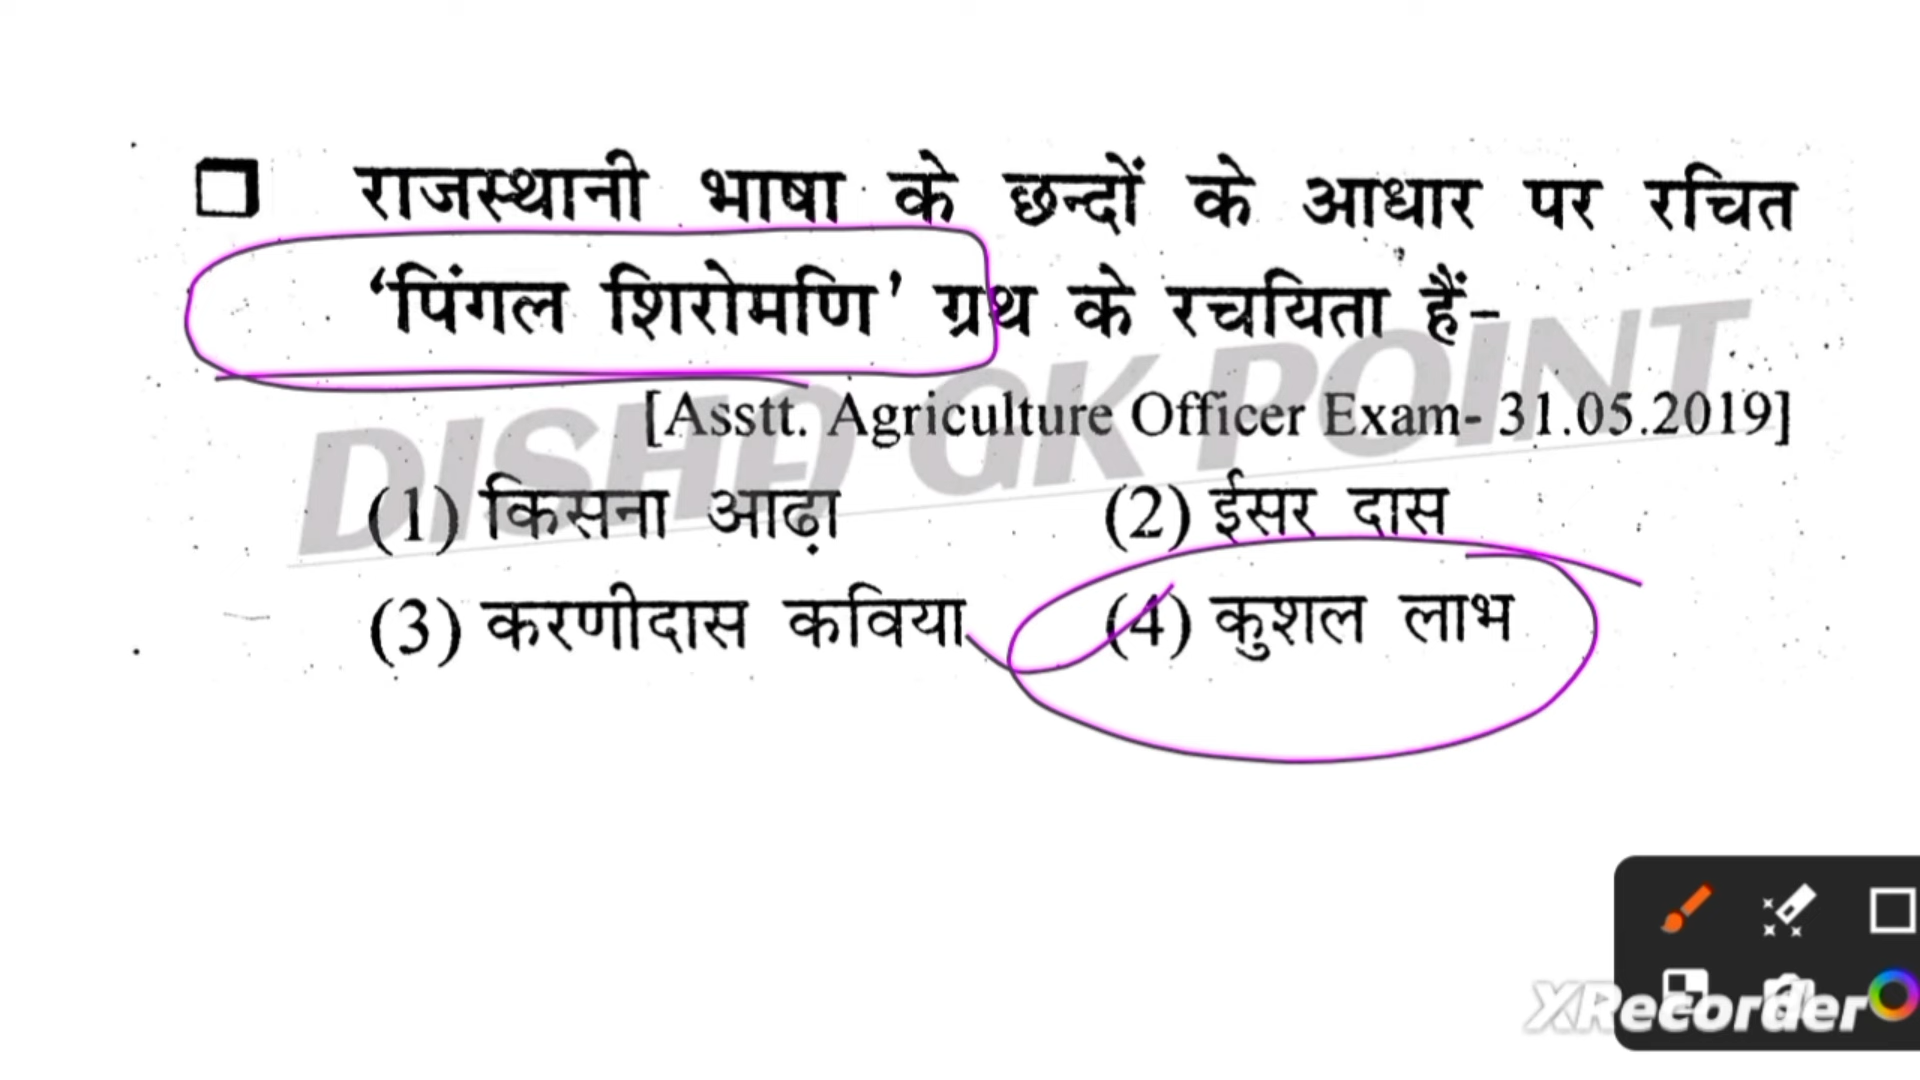 राजस्थानी भाषा के छन्दों के आधार पर रचित
‘पिंगल शिरोमणि’ ग्रथ के रचयिता हैं–
[Asstt. Agriculture Officer Exam- 31.05.2019]
DISHA GK POINT
(1) किसना आढ़ा (2) ईसर दास
(3) करणीदास कविया (4) कुशल लाभ
XRecorder